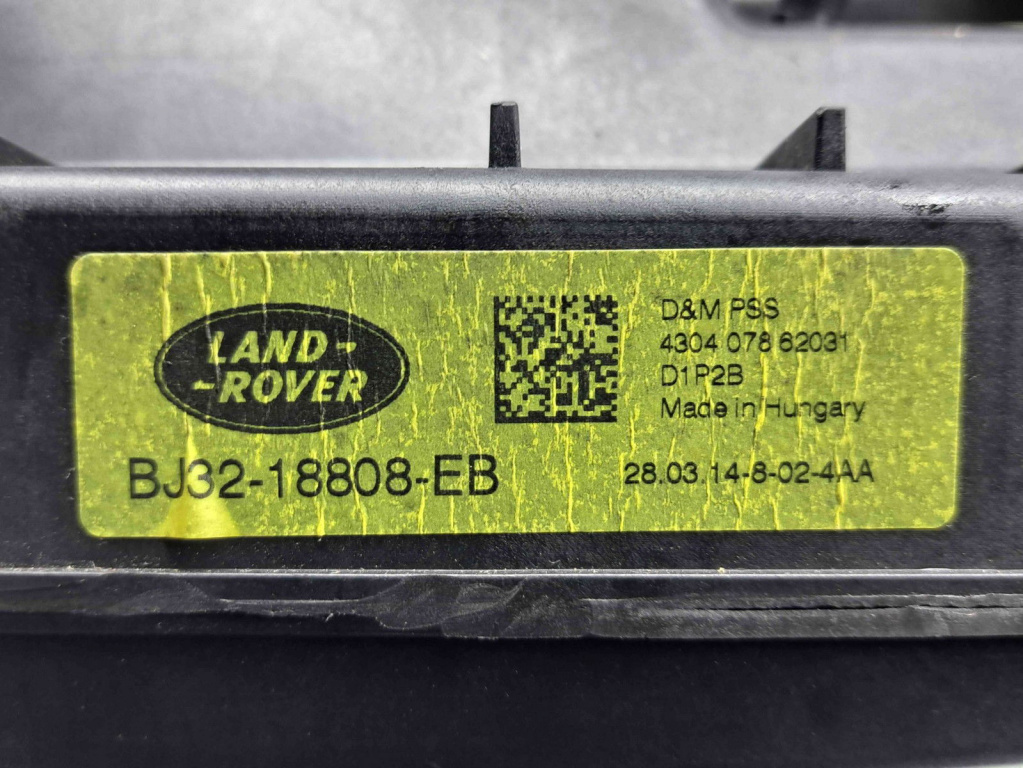 LAND-
-ROVER
BJ32-18808-EB
D&M PSS
4304 078 62031
D1P2B
Made in Hungary
28.03.14-8-02-4AA